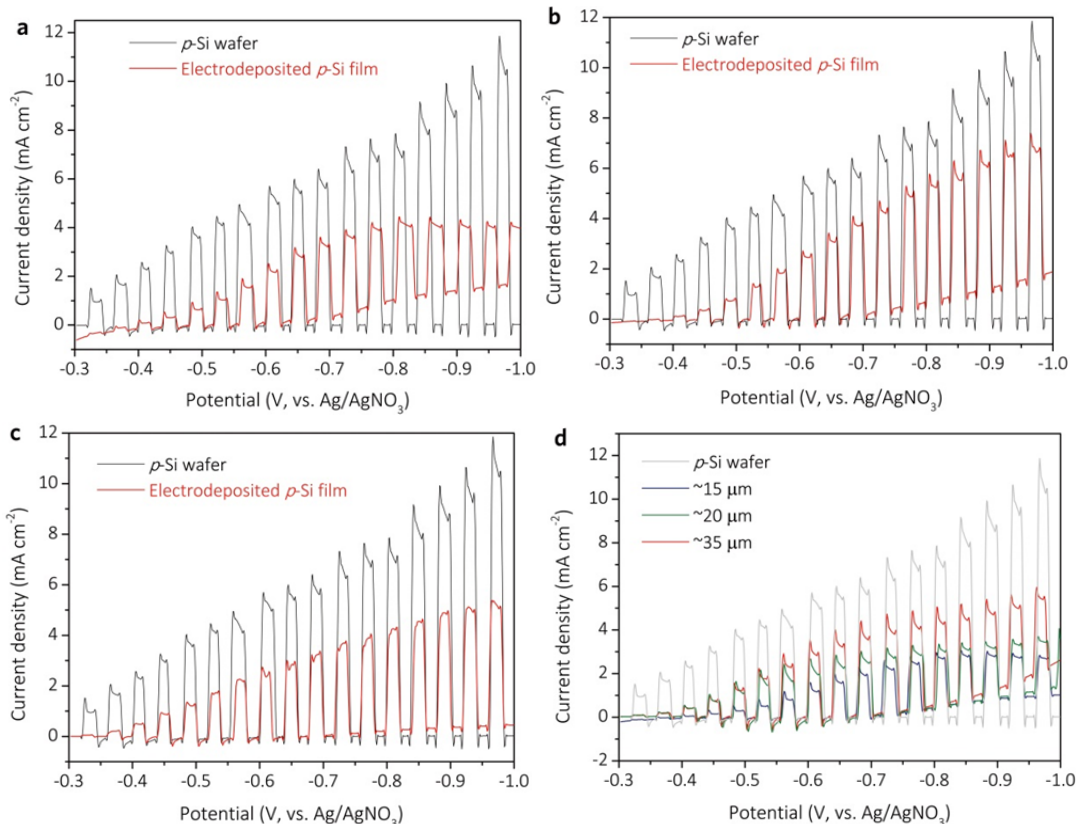 a
p-Si wafer
Electrodeposited p-Si film
Current density (mA cm⁻²)
12
10
8
6
4
2
0
-0.3 -0.4 -0.5 -0.6 -0.7 -0.8 -0.9 -1.0
Potential (V, vs. Ag/AgNO₃)
b
p-Si wafer
Electrodeposited p-Si film
Current density (mA cm⁻²)
12
10
8
6
4
2
0
-0.3 -0.4 -0.5 -0.6 -0.7 -0.8 -0.9 -1.0
Potential (V, vs. Ag/AgNO₃)
c
p-Si wafer
Electrodeposited p-Si film
Current density (mA cm⁻²)
12
10
8
6
4
2
0
-0.3 -0.4 -0.5 -0.6 -0.7 -0.8 -0.9 -1.0
Potential (V, vs. Ag/AgNO₃)
d
p-Si wafer
~15 μm
~20 μm
~35 μm
Current density (mA cm⁻²)
12
10
8
6
4
2
0
-2
-0.3 -0.4 -0.5 -0.6 -0.7 -0.8 -0.9 -1.0
Potential (V, vs. Ag/AgNO₃)